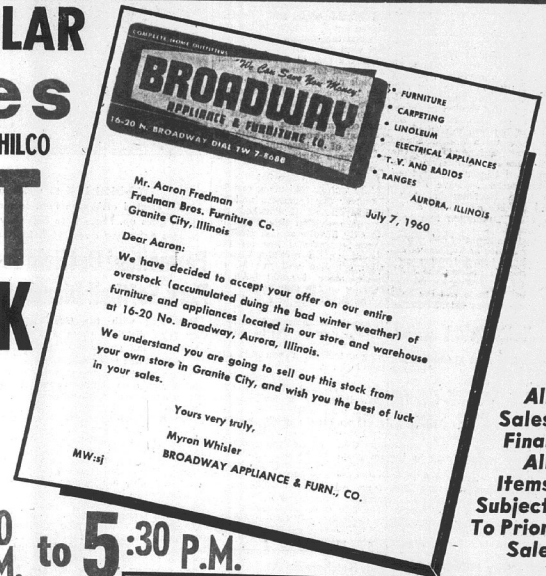 LAR
es
HILCO
T
K
COMPLETE HOME OUTFITTERS
"We Can Save You Money"
BROADWAY
APPLIANCE & FURNITURE CO.
16-20 N. BROADWAY DIAL TW 7-8688
• FURNITURE
• CARPETING
• LINOLEUM
• ELECTRICAL APPLIANCES
• T. V. AND RADIOS
• RANGES
AURORA, ILLINOIS
July 7, 1960
Mr. Aaron Fredman
Fredman Bros. Furniture Co.
Granite City, Illinois
Dear Aaron:
We have decided to accept your offer on our entire
overstock (accumulated duing the bad winter weather) of
furniture and appliances located in our store and warehouse
at 16-20 No. Broadway, Aurora, Illinois.
We understand you are going to sell out this stock from
your own store in Granite City, and wish you the best of luck
in your sales.
Yours very truly,
Myron Whisler
BROADWAY APPLIANCE & FURN., CO.
MW:sj
Al
Sales
Fina
Al
Items
Subject
To Prior
Sale
0
M. to 5:30 P.M.